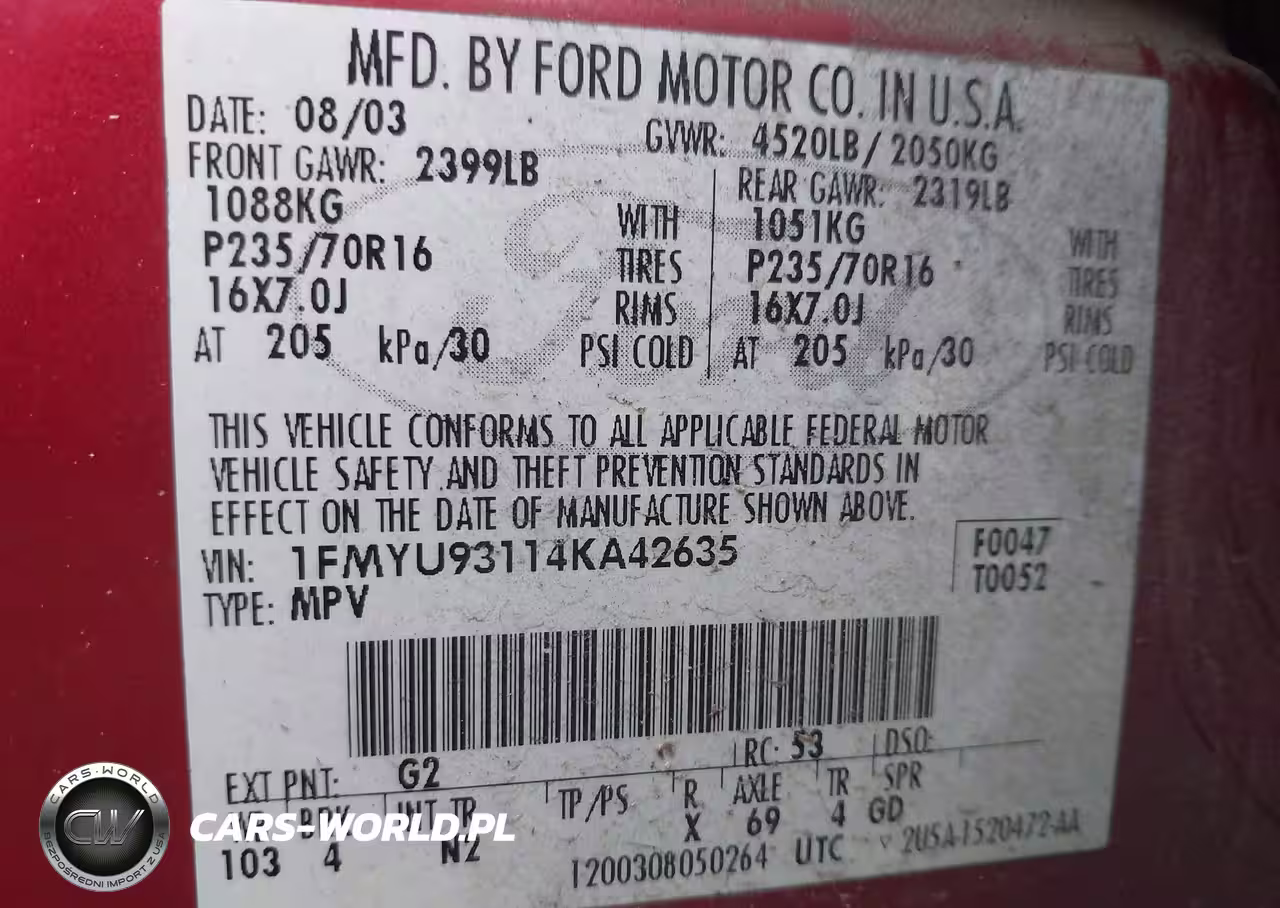 MFD. BY FORD MOTOR CO. IN U.S.A.
DATE: 08/03
GVWR: 4520LB / 2050KG
FRONT GAWR: 2399LB
REAR GAWR: 2319LB
1088KG WITH 1051KG WITH
P235/70R16 TIRES P235/70R16 TIRES
16X7.0J RIMS 16X7.0J RIMS
AT 205 kPa/30 PSI COLD AT 205 kPa/30 PSI COLD
THIS VEHICLE CONFORMS TO ALL APPLICABLE FEDERAL MOTOR
VEHICLE SAFETY AND THEFT PREVENTION STANDARDS IN
EFFECT ON THE DATE OF MANUFACTURE SHOWN ABOVE.
VIN: 1FMYU93114KA42635
F0047
T0052
TYPE: MPV
EXT PNT: G2 RC: 53 DSO:
INT TR TP/PS R AXLE TR SPR
103 4 N2 X 69 4 GD
1200308050264 UTC 2U5A-1520472-AA
CARS-WORLD.PL
CARS-WORLD
CW
BEZPOŚREDNI IMPORT Z USA